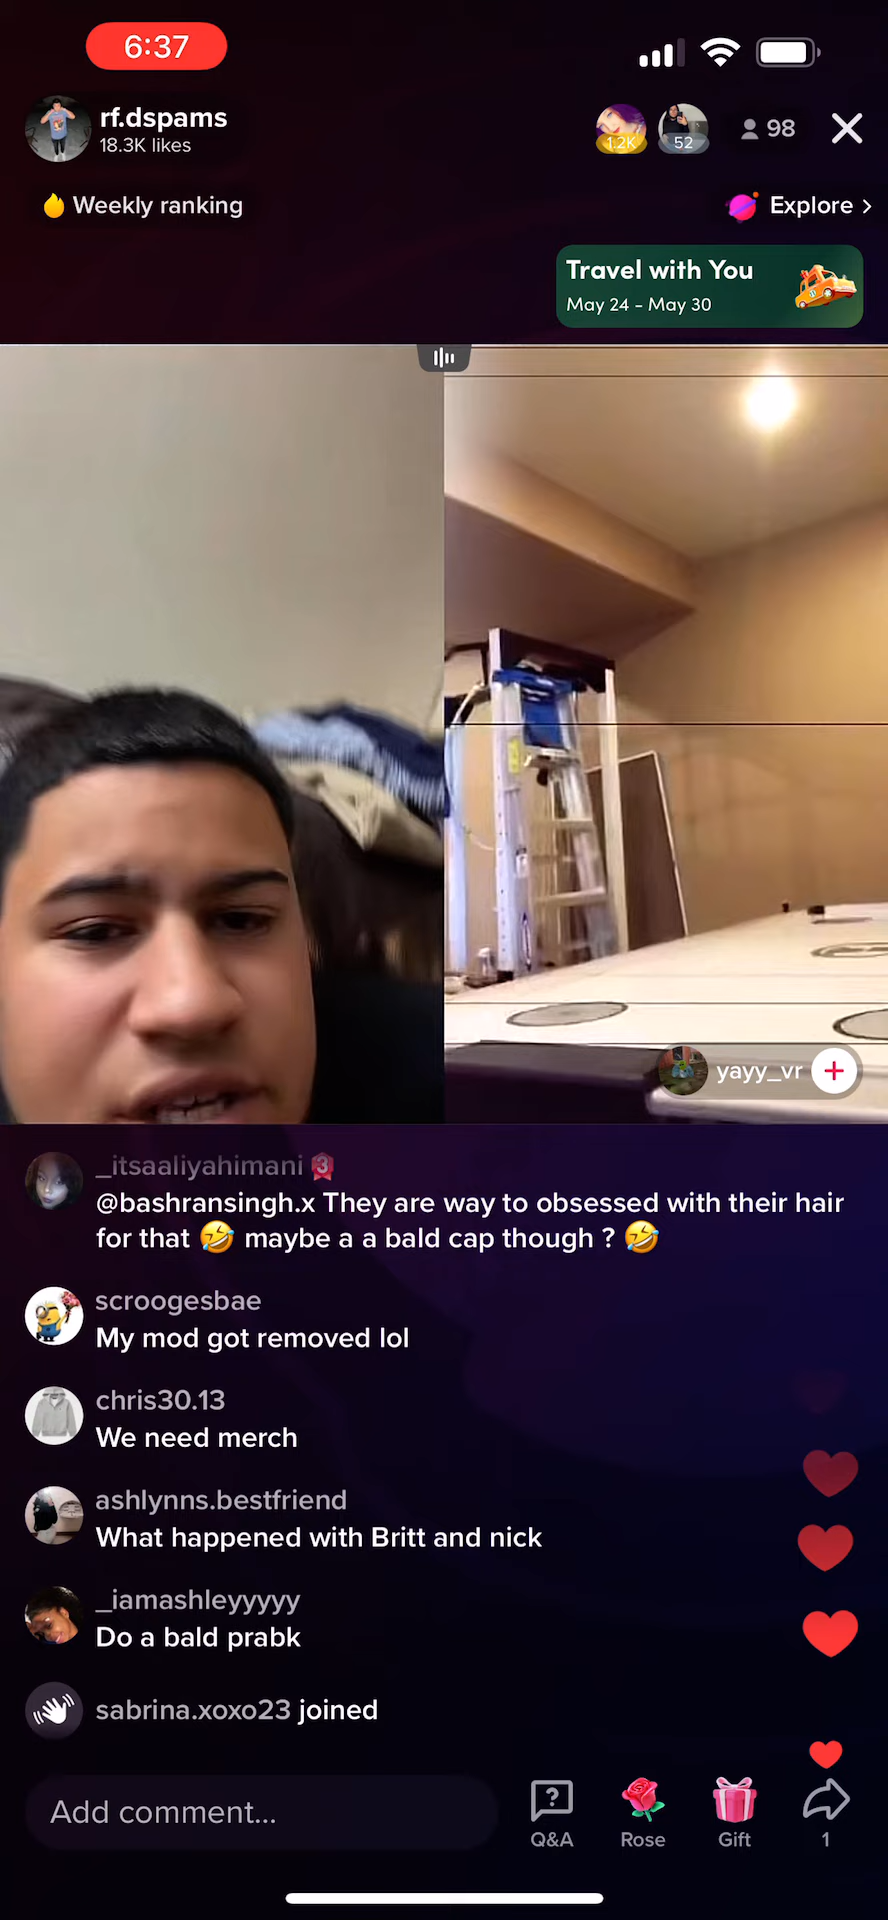 6:37
rf.dspams
18.3K likes
1.2K
52
98
Weekly ranking
Explore >
Travel with You
May 24 - May 30
yayy_vr
_itsaaliyahimani 3
@bashransingh.x They are way to obsessed with their hair
for that 🤣 maybe a a bald cap though ? 🤣
scroogesbae
My mod got removed lol
chris30.13
We need merch
ashlynns.bestfriend
What happened with Britt and nick
_iamashleyyyyy
Do a bald prabk
sabrina.xoxo23 joined
Add comment...
Q&A
Rose
Gift
1